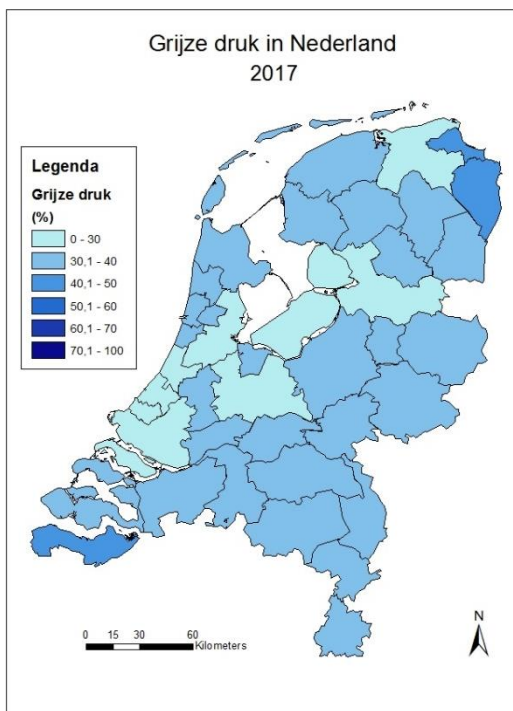 Grijze druk in Nederland
2017
Legenda
Grijze druk
(%)
0 - 30
30,1 - 40
40,1 - 50
50,1 - 60
60,1 - 70
70,1 - 100
N
0 15 30 60
Kilometers